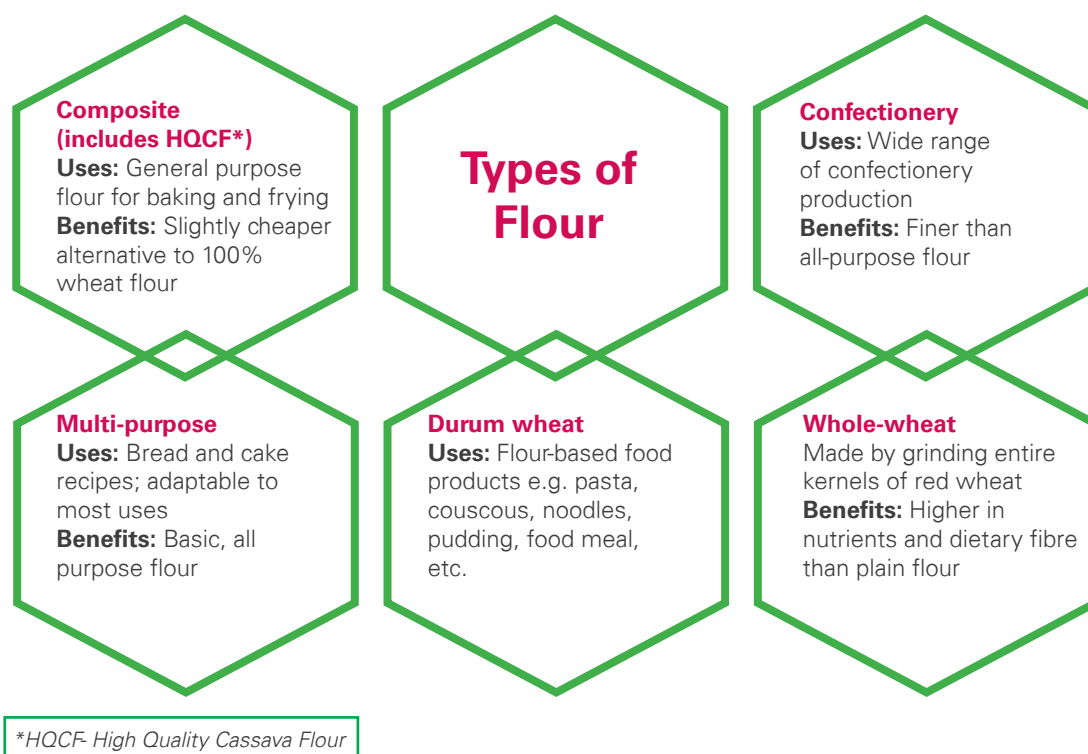 Composite
(includes HQCF*)
Uses: General purpose
flour for baking and frying
Benefits: Slightly cheaper
alternative to 100%
wheat flour
Types of
Flour
Confectionery
Uses: Wide range
of confectionery
production
Benefits: Finer than
all-purpose flour
Multi-purpose
Uses: Bread and cake
recipes; adaptable to
most uses
Benefits: Basic, all
purpose flour
Durum wheat
Uses: Flour-based food
products e.g. pasta,
couscous, noodles,
pudding, food meal,
etc.
Whole-wheat
Made by grinding entire
kernels of red wheat
Benefits: Higher in
nutrients and dietary fibre
than plain flour
*HQCF- High Quality Cassava Flour